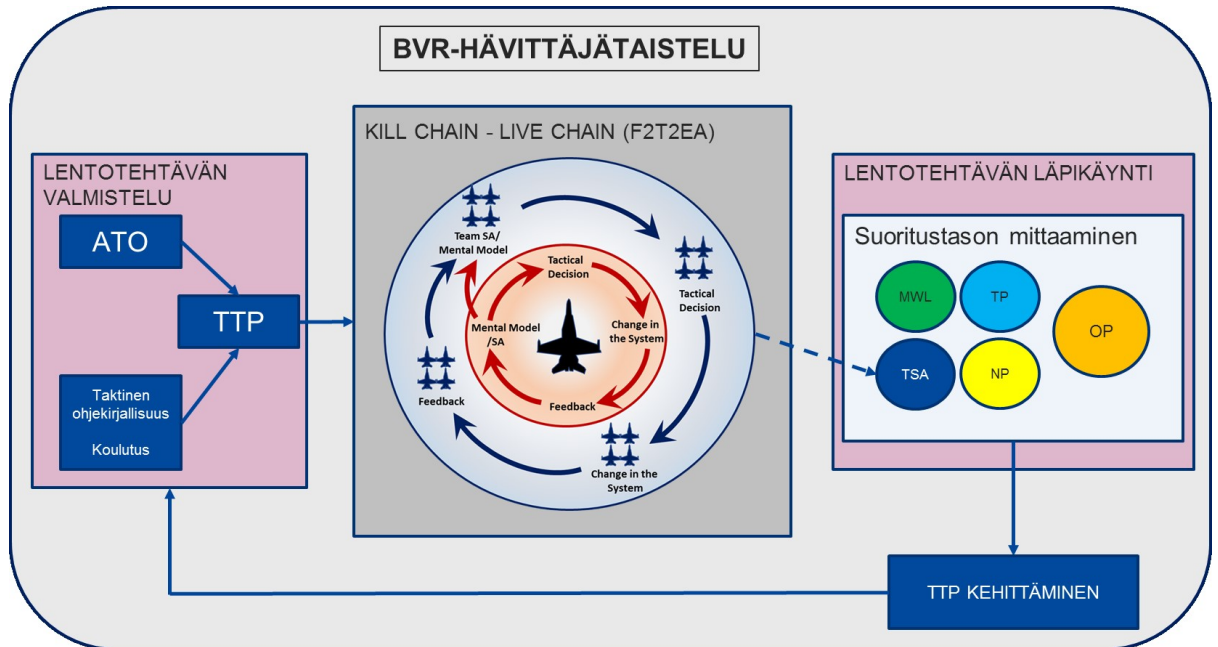 BVR-HÄVITTÄJÄTAISTELU
LENTOTEHTÄVÄN
VALMISTELU
ATO
TTP
Taktinen
ohjekirjallisuus
Koulutus
KILL CHAIN - LIVE CHAIN (F2T2EA)
Team SA/
Mental Model
Tactical
Decision
Change in the
System
Feedback
Tactical
Decision
Change in
the System
Feedback
Mental Model
/SA
LENTOTEHTÄVÄN LÄPIKÄYNTI
Suoritustason mittaaminen
MWL
TP
OP
TSA
NP
TTP KEHITTÄMINEN